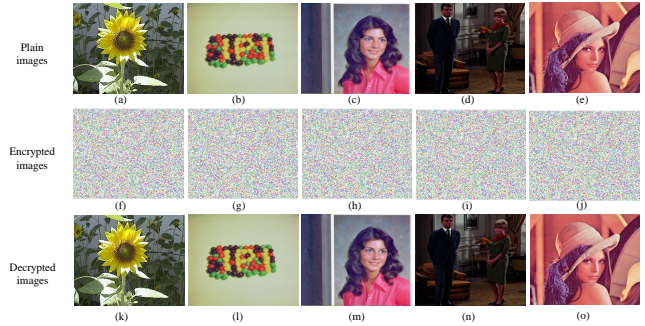 Plain
images
(a) (b) (c) (d) (e)
Encrypted
images
(f) (g) (h) (i) (j)
Decrypted
images
(k) (l) (m) (n) (o)